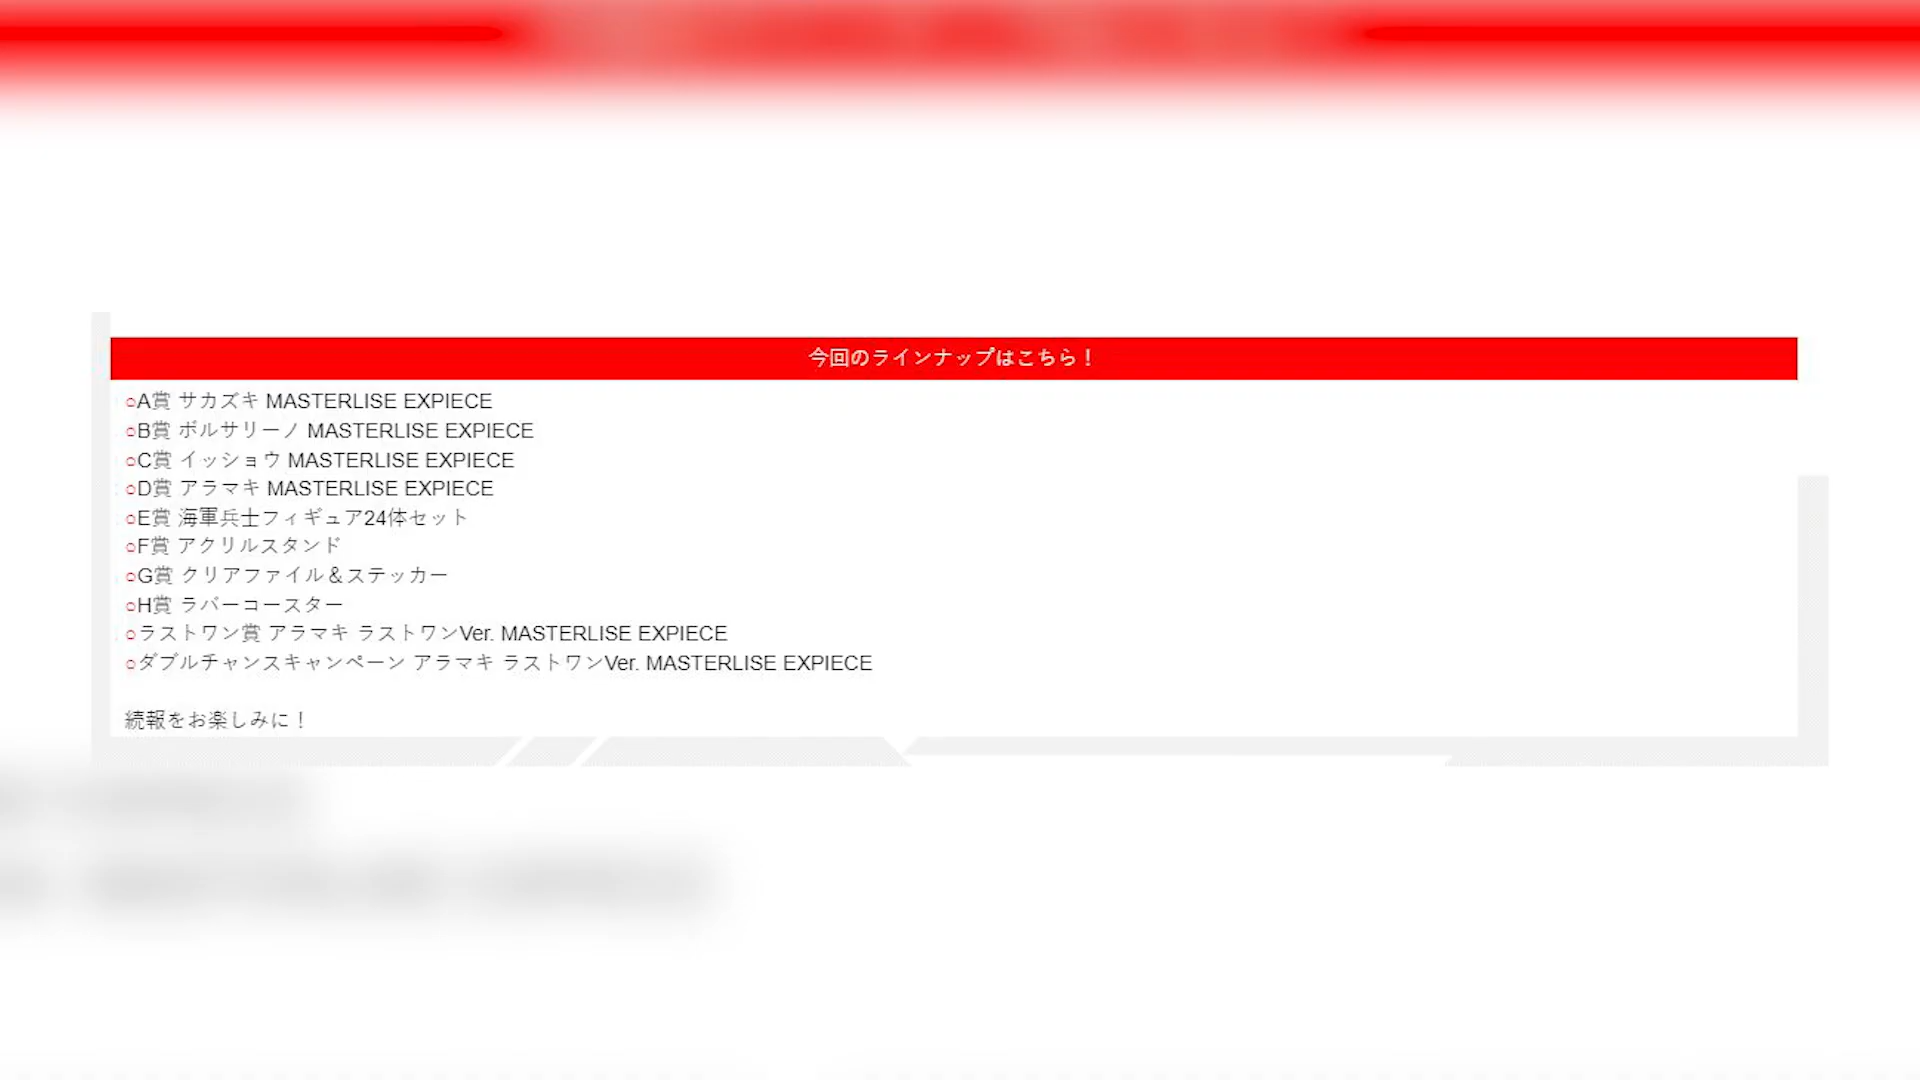 今回のラインナップはこちら！
○A賞 サカズキ MASTERLISE EXPIECE
○B賞 ボルサリーノ MASTERLISE EXPIECE
○C賞 イッショウ MASTERLISE EXPIECE
○D賞 アラマキ MASTERLISE EXPIECE
○E賞 海軍兵士フィギュア24体セット
○F賞 アクリルスタンド
○G賞 クリアファイル＆ステッカー
○H賞 ラバーコースター
○ラストワン賞 アラマキ ラストワンVer. MASTERLISE EXPIECE
○ダブルチャンスキャンペーン アラマキ ラストワンVer. MASTERLISE EXPIECE
続報をお楽しみに！